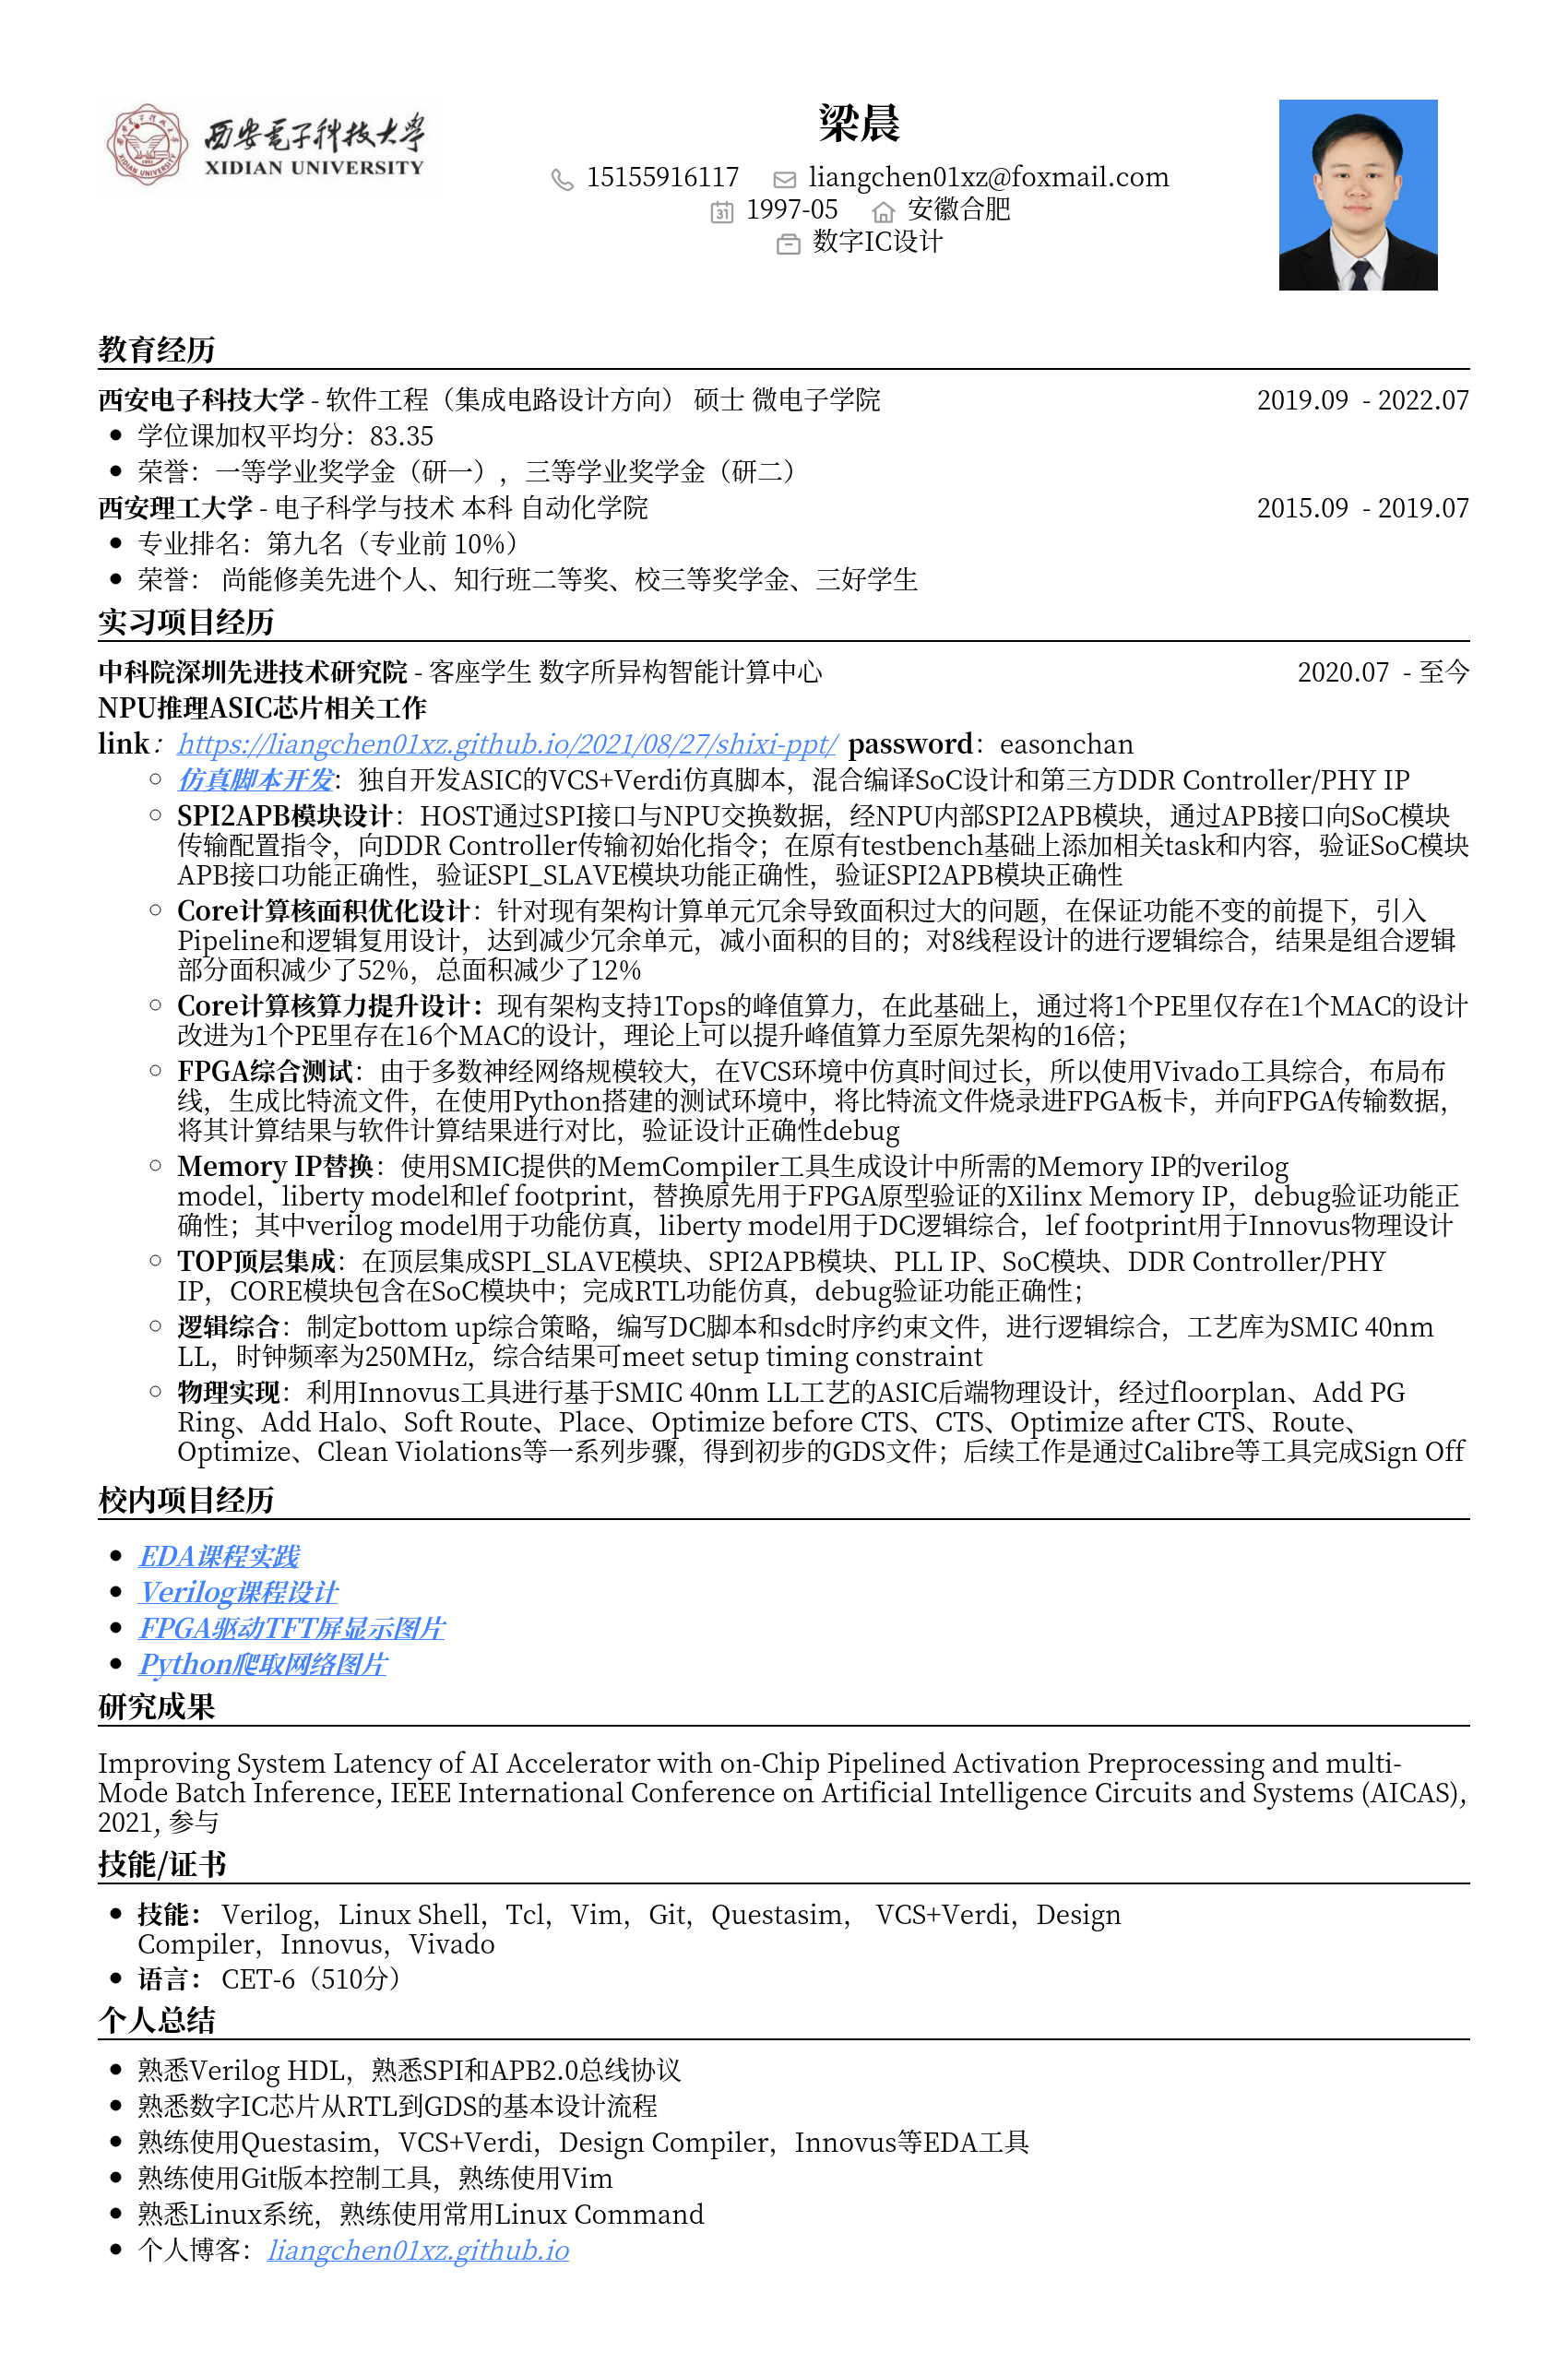 西安電子科技大学
XIDIAN UNIVERSITY
梁晨
15155916117 liangchen01xz@foxmail.com
1997-05 安徽合肥
数字IC设计
教育经历
西安电子科技大学 - 软件工程（集成电路设计方向） 硕士 微电子学院 2019.09 - 2022.07
学位课加权平均分：83.35
荣誉：一等学业奖学金（研一），三等学业奖学金（研二）
西安理工大学 - 电子科学与技术 本科 自动化学院 2015.09 - 2019.07
专业排名：第九名（专业前 10%）
荣誉： 尚能修美先进个人、知行班二等奖、校三等奖学金、三好学生
实习项目经历
中科院深圳先进技术研究院 - 客座学生 数字所异构智能计算中心 2020.07 - 至今
NPU推理ASIC芯片相关工作
link：https://liangchen01xz.github.io/2021/08/27/shixi-ppt/ password：easonchan
仿真脚本开发：独自开发ASIC的VCS+Verdi仿真脚本，混合编译SoC设计和第三方DDR Controller/PHY IP
SPI2APB模块设计：HOST通过SPI接口与NPU交换数据，经NPU内部SPI2APB模块，通过APB接口向SoC模块
传输配置指令，向DDR Controller传输初始化指令；在原有testbench基础上添加相关task和内容，验证SoC模块
APB接口功能正确性，验证SPI_SLAVE模块功能正确性，验证SPI2APB模块正确性
Core计算核面积优化设计：针对现有架构计算单元冗余导致面积过大的问题，在保证功能不变的前提下，引入
Pipeline和逻辑复用设计，达到减少冗余单元，减小面积的目的；对8线程设计的进行逻辑综合，结果是组合逻辑
部分面积减少了52%，总面积减少了12%
Core计算核算力提升设计：现有架构支持1Tops的峰值算力，在此基础上，通过将1个PE里仅存在1个MAC的设计
改进为1个PE里存在16个MAC的设计，理论上可以提升峰值算力至原先架构的16倍；
FPGA综合测试：由于多数神经网络规模较大，在VCS环境中仿真时间过长，所以使用Vivado工具综合，布局布
线，生成比特流文件，在使用Python搭建的测试环境中，将比特流文件烧录进FPGA板卡，并向FPGA传输数据，
将其计算结果与软件计算结果进行对比，验证设计正确性debug
Memory IP替换：使用SMIC提供的MemCompiler工具生成设计中所需的Memory IP的verilog
model，liberty model和lef footprint，替换原先用于FPGA原型验证的Xilinx Memory IP，debug验证功能正
确性；其中verilog model用于功能仿真，liberty model用于DC逻辑综合，lef footprint用于Innovus物理设计
TOP顶层集成：在顶层集成SPI_SLAVE模块、SPI2APB模块、PLL IP、SoC模块、DDR Controller/PHY
IP，CORE模块包含在SoC模块中；完成RTL功能仿真，debug验证功能正确性；
逻辑综合：制定bottom up综合策略，编写DC脚本和sdc时序约束文件，进行逻辑综合，工艺库为SMIC 40nm
LL，时钟频率为250MHz，综合结果可meet setup timing constraint
物理实现：利用Innovus工具进行基于SMIC 40nm LL工艺的ASIC后端物理设计，经过floorplan、Add PG
Ring、Add Halo、Soft Route、Place、Optimize before CTS、CTS、Optimize after CTS、Route、
Optimize、Clean Violations等一系列步骤，得到初步的GDS文件；后续工作是通过Calibre等工具完成Sign Off
校内项目经历
EDA课程实践
Verilog课程设计
FPGA驱动TFT屏显示图片
Python爬取网络图片
研究成果
Improving System Latency of AI Accelerator with on-Chip Pipelined Activation Preprocessing and multi-
Mode Batch Inference, IEEE International Conference on Artificial Intelligence Circuits and Systems (AICAS),
2021, 参与
技能/证书
技能： Verilog，Linux Shell，Tcl，Vim，Git，Questasim， VCS+Verdi，Design
Compiler，Innovus，Vivado
语言： CET-6（510分）
个人总结
熟悉Verilog HDL，熟悉SPI和APB2.0总线协议
熟悉数字IC芯片从RTL到GDS的基本设计流程
熟练使用Questasim，VCS+Verdi，Design Compiler，Innovus等EDA工具
熟练使用Git版本控制工具，熟练使用Vim
熟悉Linux系统，熟练使用常用Linux Command
个人博客：liangchen01xz.github.io